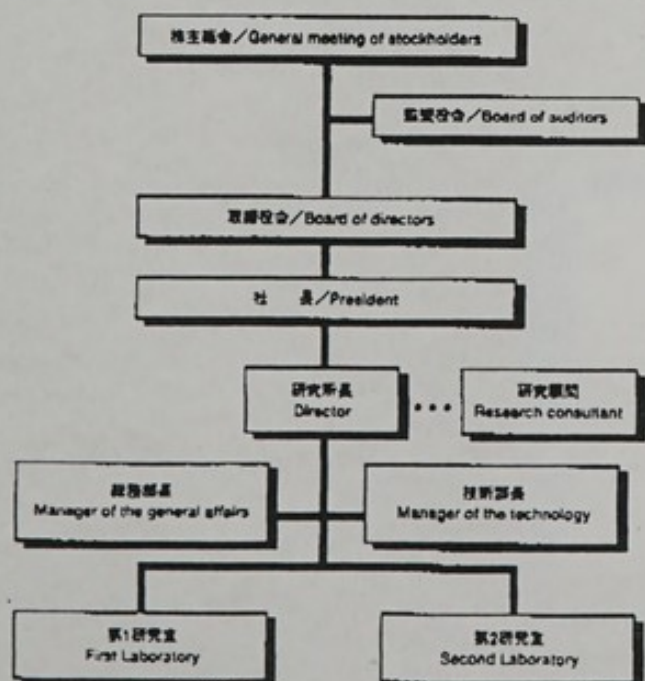 株主総会／General meeting of stockholders
監査役会／Board of auditors
取締役会／Board of directors
社　長／President
研究所長
Director
研究顧問
Research consultant
総務部長
Manager of the general affairs
技術部長
Manager of the technology
第1研究室
First Laboratory
第2研究室
Second Laboratory